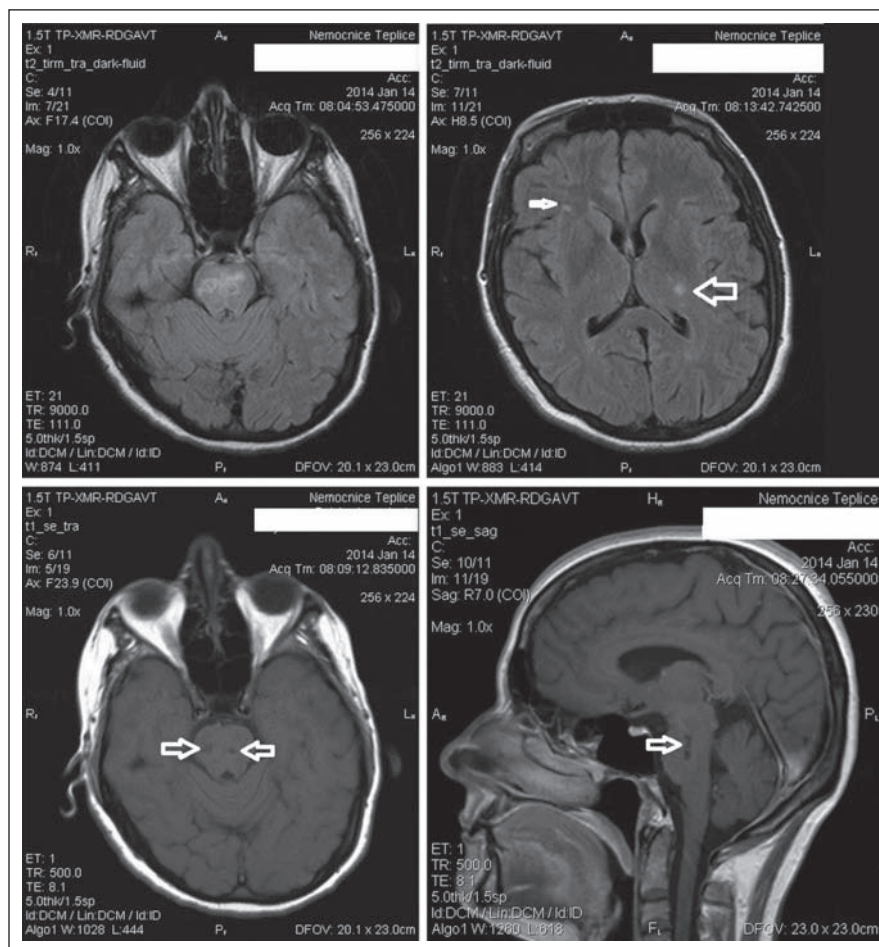 1.5T TP-XMR-RDGAVT
Ex: 1
t2_tirm_tra_dark-fluid
C:
Se: 4/11
Im: 7/21
Ax: F17.4 (COI)
Mag: 1.0x
A R
Nemocnice Teplice
Acc:
2014 Jan 14
Acq Tm: 08:04:53.475000
256 x 224
R F
L R
ET: 21
TR: 9000.0
TE: 111.0
5.0thk/1.5sp
Id:DCM / Lin:DCM / Id:ID
W:874 L:411
P F
DFOV: 20.1 x 23.0cm
1.5T TP-XMR-RDGAVT
Ex: 1
t2_tirm_tra_dark-fluid
C:
Se: 7/11
Im: 11/21
Ax: H8.5 (COI)
Mag: 1.0x
A R
Nemocnice Teplice
Acc:
2014 Jan 14
Acq Tm: 08:13:42.742500
256 x 224
R F
L R
ET: 21
TR: 9000.0
TE: 111.0
5.0thk/1.5sp
Id:DCM / Lin:DCM / Id:ID
Algo1 W:883 L:414
P F
DFOV: 20.1 x 23.0cm
1.5T TP-XMR-RDGAVT
Ex: 1
t1_se_tra
C:
Se: 6/11
Im: 5/19
Ax: F23.9 (COI)
Mag: 1.0x
A R
Nemocnice Teplice
Acc:
2014 Jan 14
Acq Tm: 08:09:12.835000
256 x 224
R F
L R
ET: 1
TR: 500.0
TE: 8.1
5.0thk/1.5sp
Id:DCM / Lin:DCM / Id:ID
Algo1 W:1028 L:444
P F
DFOV: 20.1 x 23.0cm
1.5T TP-XMR-RDGAVT
Ex: 1
t1_se_sag
C:
Se: 10/11
Im: 11/19
Sag: R7.0 (COI)
Mag: 1.0x
H R
Nemocnice Teplice
Acc:
2014 Jan 14
Acq Tm: 08:27:34.055000
256 x 230
A R
P L
ET: 1
TR: 500.0
TE: 8.1
5.0thk/1.5sp
Id:DCM / Lin:DCM / Id:ID
Algo1 W:1260 L:618
F L
DFOV: 23.0 x 23.0cm